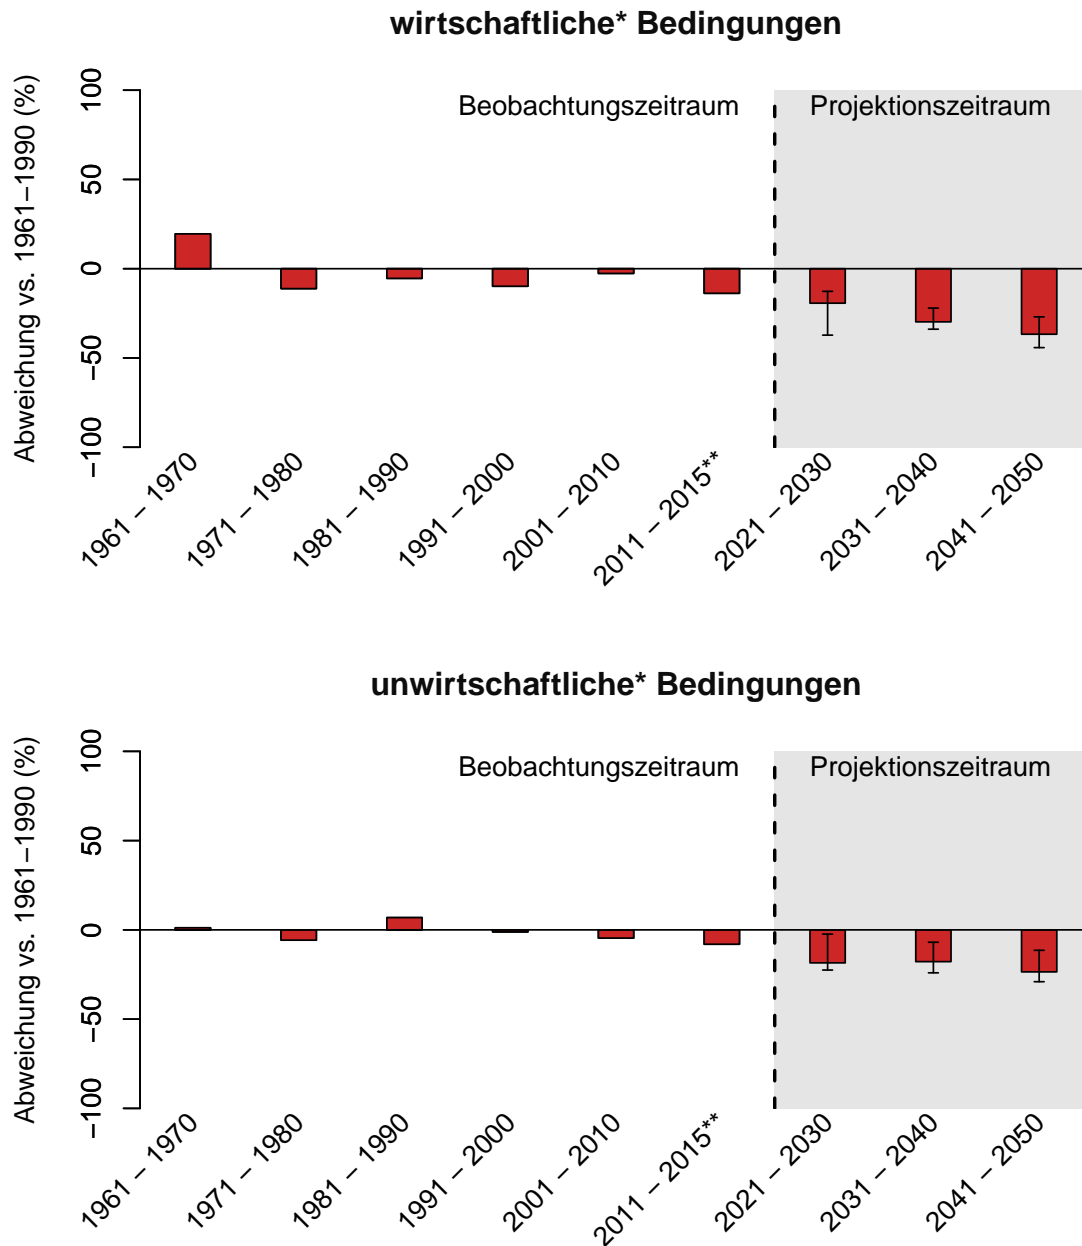 wirtschaftliche* Bedingungen
Abweichung vs. 1961−1990 (%)
100
50
0
−50
−100
Beobachtungszeitraum
Projektionszeitraum
1961 − 1970
1971 − 1980
1981 − 1990
1991 − 2000
2001 − 2010
2011 − 2015**
2021 − 2030
2031 − 2040
2041 − 2050
unwirtschaftliche* Bedingungen
Abweichung vs. 1961−1990 (%)
100
50
0
−50
−100
Beobachtungszeitraum
Projektionszeitraum
1961 − 1970
1971 − 1980
1981 − 1990
1991 − 2000
2001 − 2010
2011 − 2015**
2021 − 2030
2031 − 2040
2041 − 2050